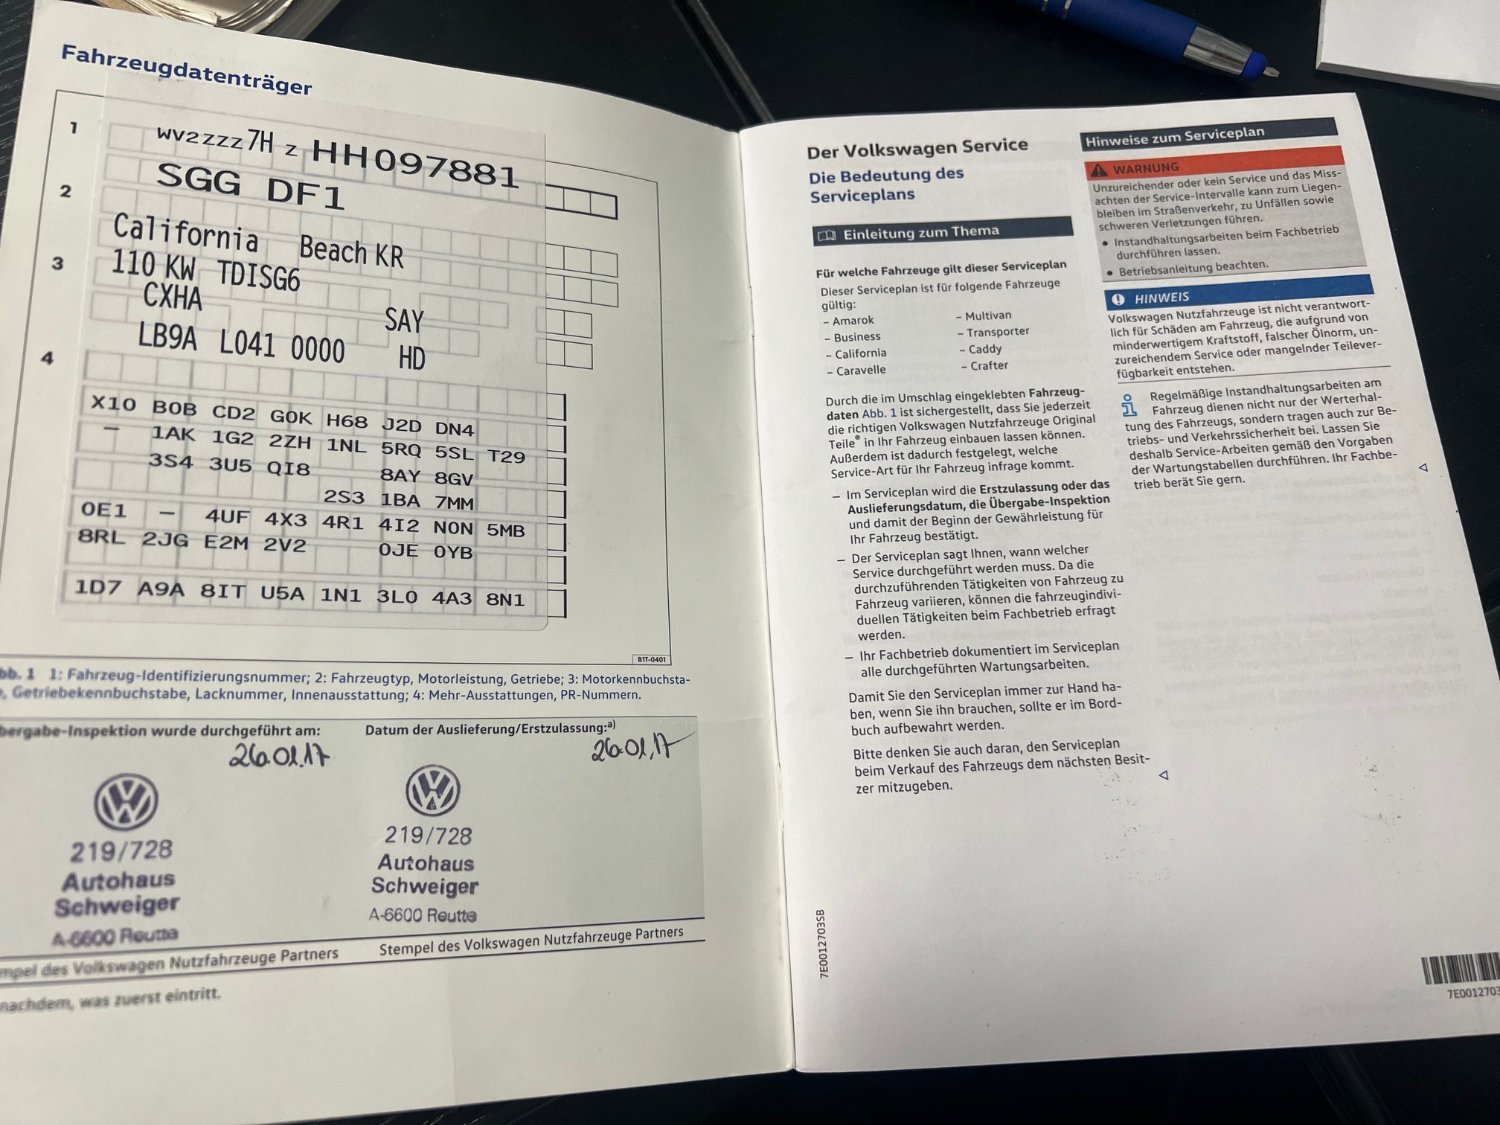 Fahrzeugdatenträger
1 WV2ZZZ7H Z HH097881
2 SGG DF1
California Beach KR
3 110 KW TDISG6
CXHA SAY
4 LB9A L041 0000 HD
X10 B0B CD2 G0K H68 J2D DN4
— 1AK 1G2 2ZH 1NL 5RQ 5SL T29
3S4 3U5 QI8 8AY 8GV
2S3 1BA 7MM
0E1 — 4UF 4X3 4R1 4I2 N0N 5MB
8RL 2JG E2M 2V2 0JE 0YB
1D7 A9A 8IT U5A 1N1 3L0 4A3 8N1
B1T-0401
bb. 1 1: Fahrzeug-Identifizierungsnummer; 2: Fahrzeugtyp, Motorleistung, Getriebe; 3: Motorkennbuchsta-
e, Getriebekennbuchstabe, Lacknummer, Innenausstattung; 4: Mehr-Ausstattungen, PR-Nummern.
bergabe-Inspektion wurde durchgeführt am:
26.01.17
Datum der Auslieferung/Erstzulassung:a)
26.01.17
219/728
Autohaus
Schweiger
A-6600 Reutte
219/728
Autohaus
Schweiger
A-6600 Reutte
mpel des Volkswagen Nutzfahrzeuge Partners
Stempel des Volkswagen Nutzfahrzeuge Partners
nachdem, was zuerst eintritt.
Der Volkswagen Service
Die Bedeutung des
Serviceplans
Einleitung zum Thema
Für welche Fahrzeuge gilt dieser Serviceplan
Dieser Serviceplan ist für folgende Fahrzeuge
gültig:
– Amarok
– Business
– California
– Caravelle
– Multivan
– Transporter
– Caddy
– Crafter
Durch die im Umschlag eingeklebten Fahrzeug-
daten Abb. 1 ist sichergestellt, dass Sie jederzeit
die richtigen Volkswagen Nutzfahrzeuge Original
Teile® in Ihr Fahrzeug einbauen lassen können.
Außerdem ist dadurch festgelegt, welche
Service-Art für Ihr Fahrzeug infrage kommt.
– Im Serviceplan wird die Erstzulassung oder das
Auslieferungsdatum, die Übergabe-Inspektion
und damit der Beginn der Gewährleistung für
Ihr Fahrzeug bestätigt.
– Der Serviceplan sagt Ihnen, wann welcher
Service durchgeführt werden muss. Da die
durchzuführenden Tätigkeiten von Fahrzeug zu
Fahrzeug variieren, können die fahrzeugindivi-
duellen Tätigkeiten beim Fachbetrieb erfragt
werden.
– Ihr Fachbetrieb dokumentiert im Serviceplan
alle durchgeführten Wartungsarbeiten.
Damit Sie den Serviceplan immer zur Hand ha-
ben, wenn Sie ihn brauchen, sollte er im Bord-
buch aufbewahrt werden.
Bitte denken Sie auch daran, den Serviceplan
beim Verkauf des Fahrzeugs dem nächsten Besit-
zer mitzugeben.
Hinweise zum Serviceplan
WARNUNG
Unzureichender oder kein Service und das Miss-
achten der Service-Intervalle kann zum Liegen-
bleiben im Straßenverkehr, zu Unfällen sowie
schweren Verletzungen führen.
• Instandhaltungsarbeiten beim Fachbetrieb
durchführen lassen.
• Betriebsanleitung beachten.
HINWEIS
Volkswagen Nutzfahrzeuge ist nicht verantwort-
lich für Schäden am Fahrzeug, die aufgrund von
minderwertigem Kraftstoff, falscher Ölnorm, un-
zureichendem Service oder mangelnder Teilever-
fügbarkeit entstehen.
Regelmäßige Instandhaltungsarbeiten am
Fahrzeug dienen nicht nur der Werterhal-
tung des Fahrzeugs, sondern tragen auch zur Be-
triebs- und Verkehrssicherheit bei. Lassen Sie
deshalb Service-Arbeiten gemäß den Vorgaben
der Wartungstabellen durchführen. Ihr Fachbe-
trieb berät Sie gern.
7E0012703SB
7E0012703